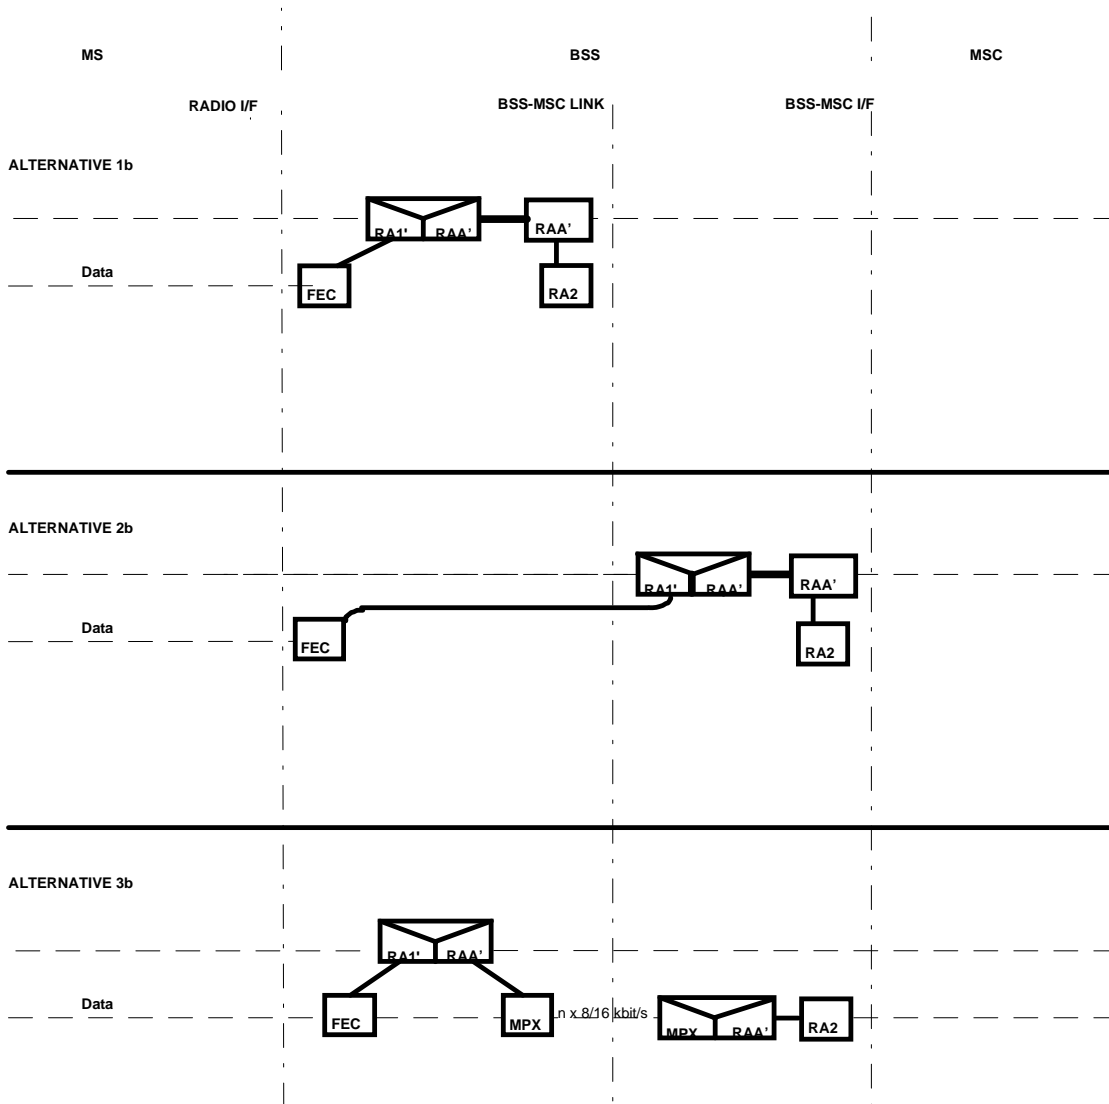 MS BSS MSC
RADIO I/F BSS-MSC LINK BSS-MSC I/F
ALTERNATIVE 1b
RA1' RAA' RAA'
Data
FEC RA2
ALTERNATIVE 2b
RA1' RAA' RAA'
Data
FEC RA2
ALTERNATIVE 3b
RA1' RAA'
Data
FEC MPX n x 8/16 kbit/s MPX RAA' RA2